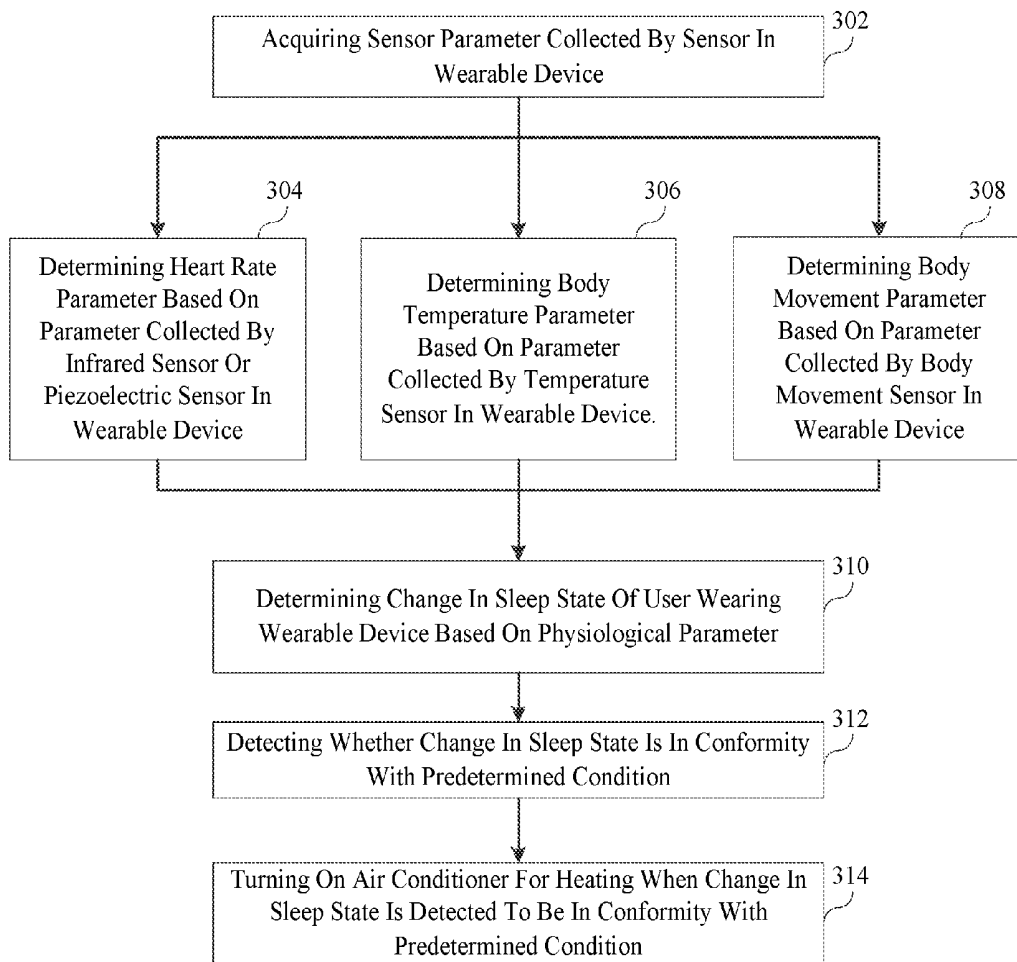 302
Acquiring Sensor Parameter Collected By Sensor In
Wearable Device
304
Determining Heart Rate
Parameter Based On
Parameter Collected By
Infrared Sensor Or
Piezoelectric Sensor In
Wearable Device
306
Determining Body
Temperature Parameter
Based On Parameter
Collected By Temperature
Sensor In Wearable Device.
308
Determining Body
Movement Parameter
Based On Parameter
Collected By Body
Movement Sensor In
Wearable Device
310
Determining Change In Sleep State Of User Wearing
Wearable Device Based On Physiological Parameter
312
Detecting Whether Change In Sleep State Is In Conformity
With Predetermined Condition
314
Turning On Air Conditioner For Heating When Change In
Sleep State Is Detected To Be In Conformity With
Predetermined Condition